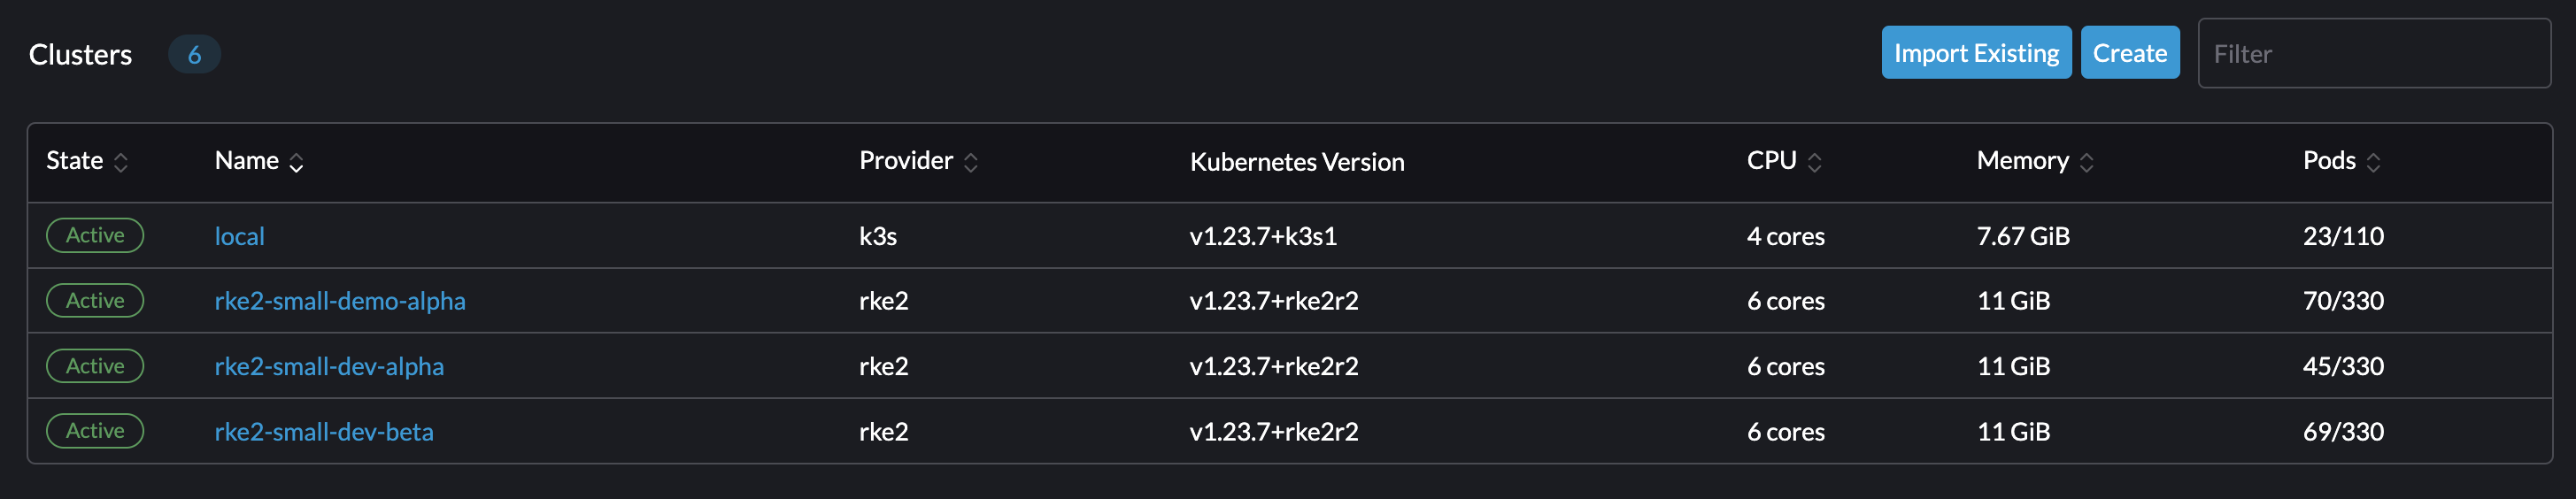 Clusters 6 Import Existing Create Filter
State Name Provider Kubernetes Version CPU Memory Pods
Active local k3s v1.23.7+k3s1 4 cores 7.67 GiB 23/110
Active rke2-small-demo-alpha rke2 v1.23.7+rke2r2 6 cores 11 GiB 70/330
Active rke2-small-dev-alpha rke2 v1.23.7+rke2r2 6 cores 11 GiB 45/330
Active rke2-small-dev-beta rke2 v1.23.7+rke2r2 6 cores 11 GiB 69/330